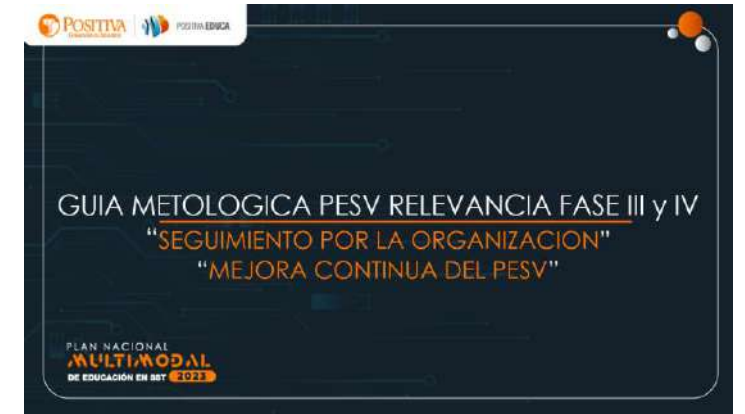 POSITIVA
POSITIVA EDUCA
GUIA METOLOGICA PESV RELEVANCIA FASE III y IV
“SEGUIMIENTO POR LA ORGANIZACION”
“MEJORA CONTINUA DEL PESV”
PLAN NACIONAL
MULTIMODAL
DE EDUCACIÓN EN SST 2023